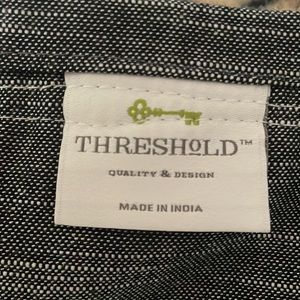 THRESHOLD™
QUALITY & DESIGN
MADE IN INDIA